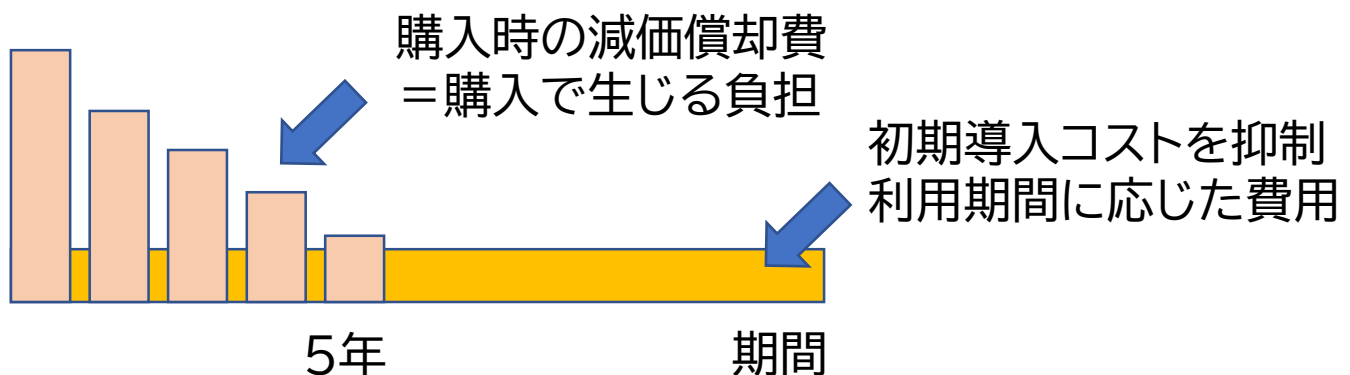 購入時の減価償却費
＝購入で生じる負担
初期導入コストを抑制
利用期間に応じた費用
５年
期間